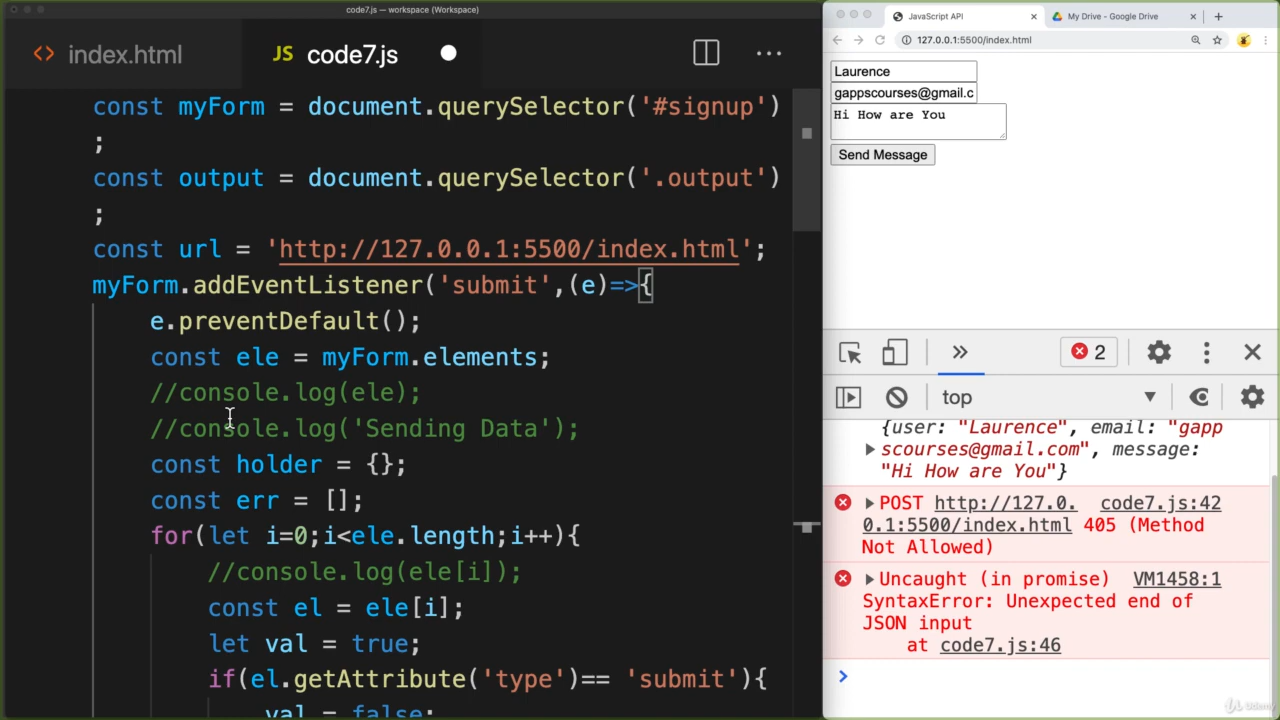 code7.js — workspace (Workspace)
<> index.html
JS code7.js
const myForm = document.querySelector('#signup')
;
const output = document.querySelector('.output')
;
const url = 'http://127.0.0.1:5500/index.html';
myForm.addEventListener('submit',(e)=>{
e.preventDefault();
const ele = myForm.elements;
//console.log(ele);
//console.log('Sending Data');
const holder = {};
const err = [];
for(let i=0;i<ele.length;i++){
//console.log(ele[i]);
const el = ele[i];
let val = true;
if(el.getAttribute('type')== 'submit'){
val = false;
JavaScript API
My Drive - Google Drive
127.0.0.1:5500/index.html
Laurence
gappscourses@gmail.c
Hi How are You
Send Message
2
top
{user: "Laurence", email: "gapp
scourses@gmail.com", message:
"Hi How are You"}
POST http://127.0. code7.js:42
0.1:5500/index.html 405 (Method
Not Allowed)
Uncaught (in promise) VM1458:1
SyntaxError: Unexpected end of
JSON input
at code7.js:46
Udemy